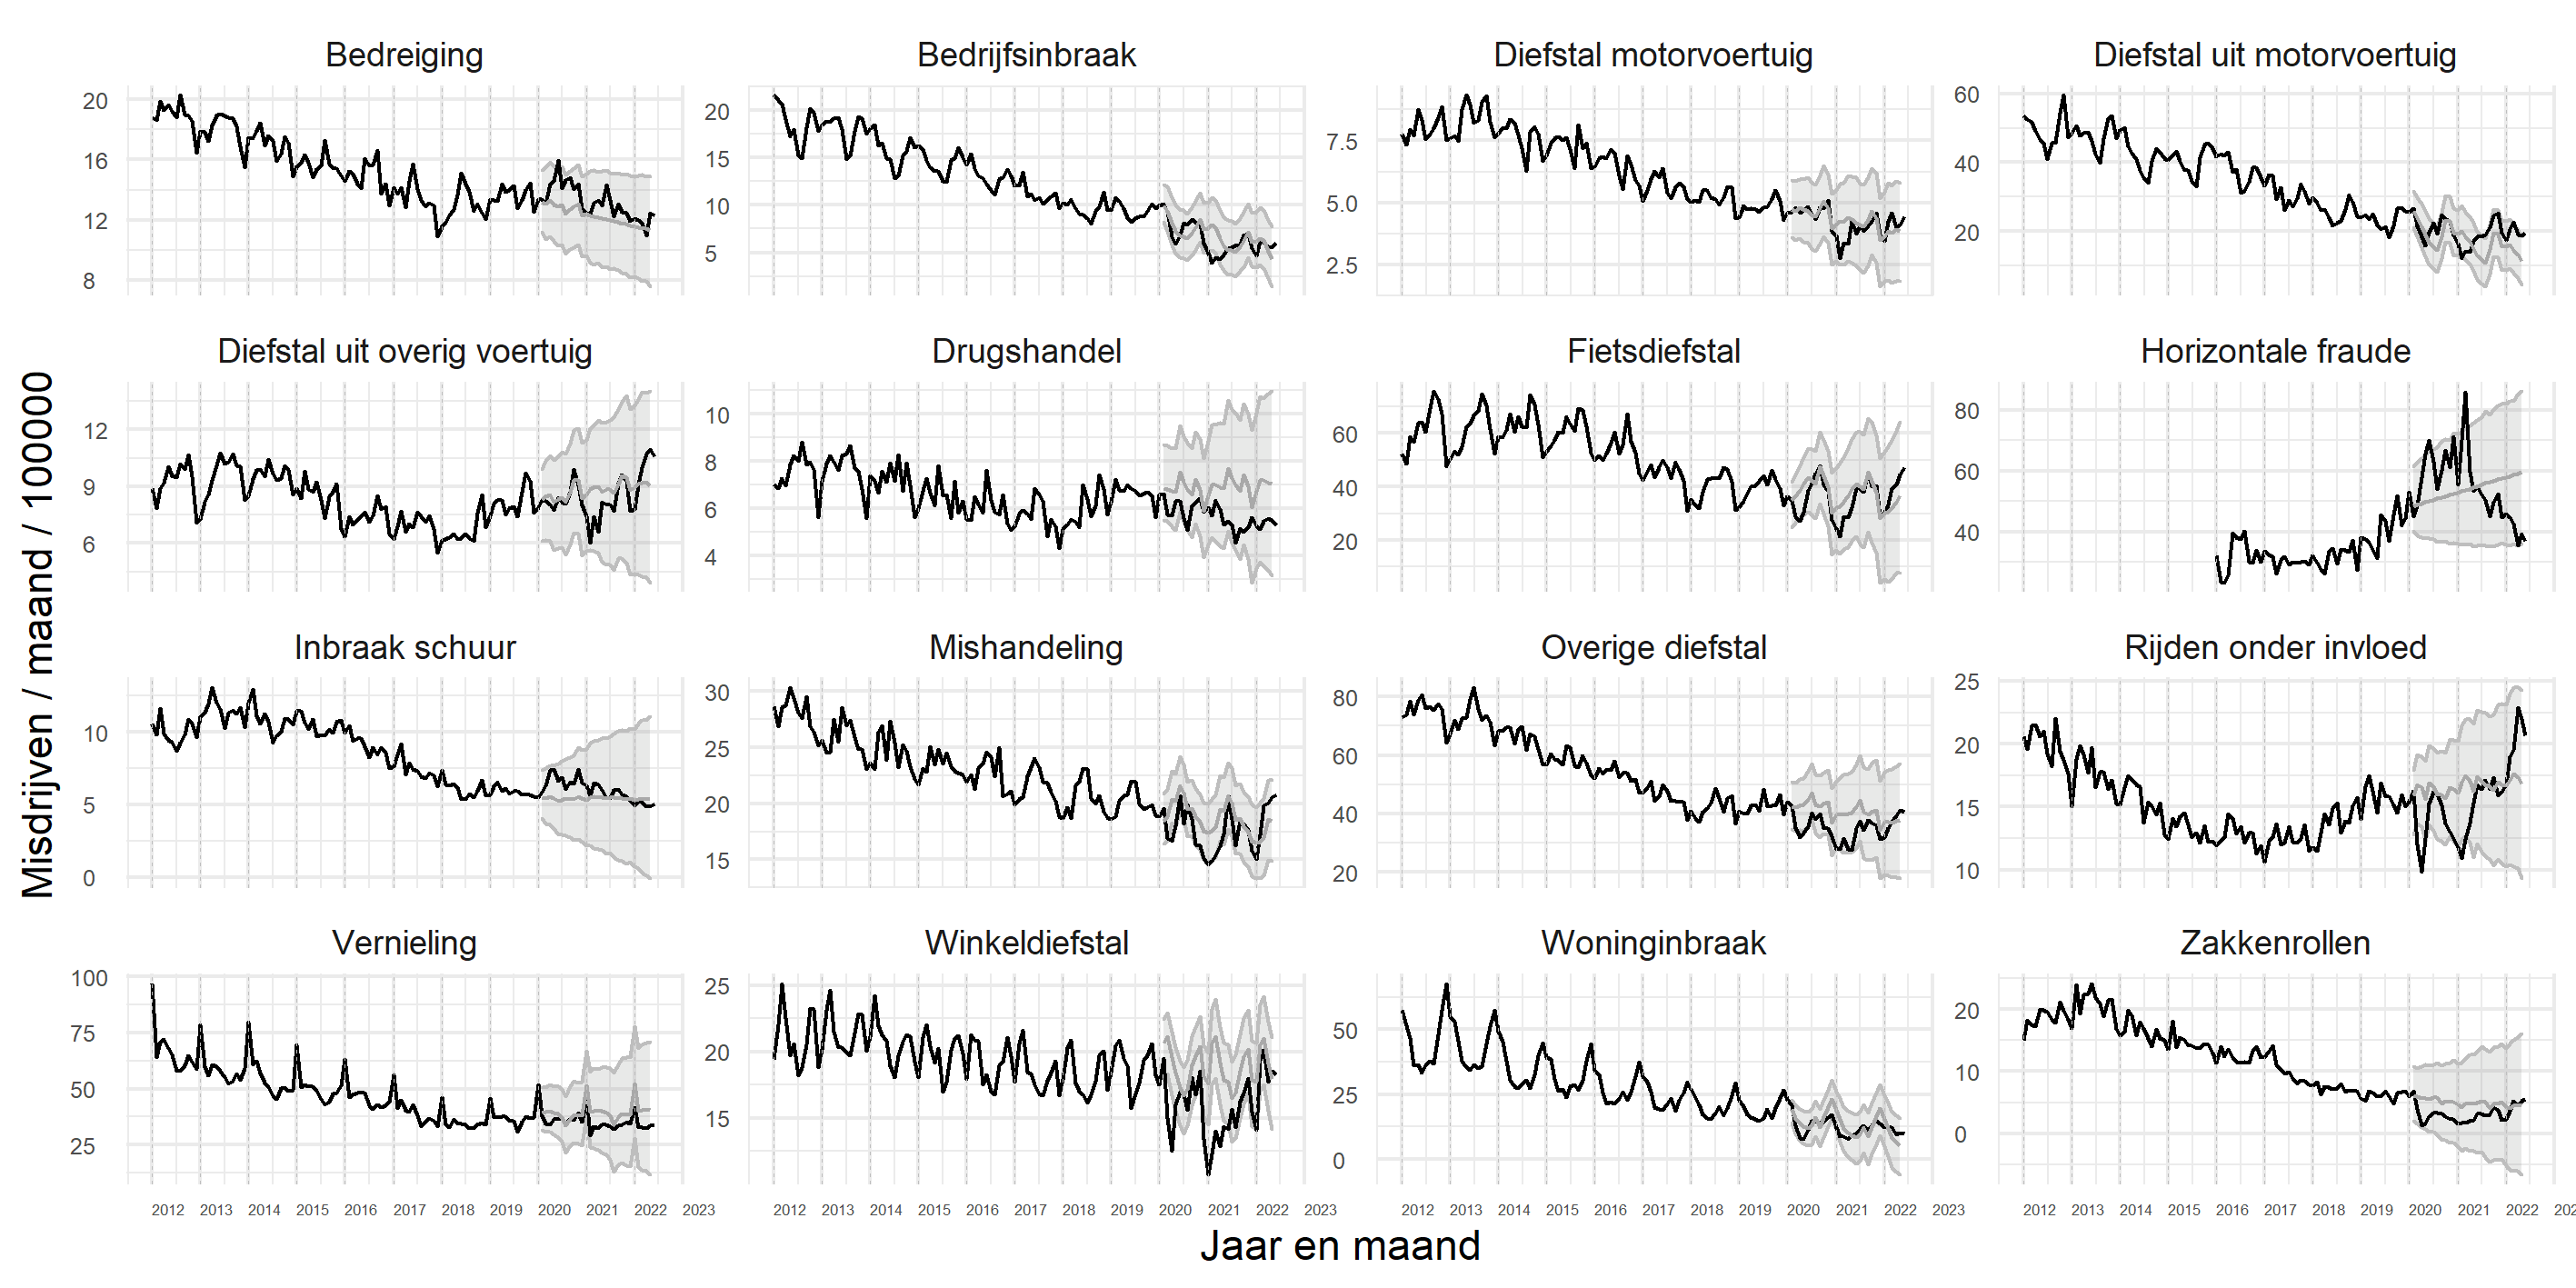 Bedreiging Bedrijfsinbraak Diefstal motorvoertuig Diefstal uit motorvoertuig
20 16 12 8
20 15 10 5
7.5 5.0 2.5
60 40 20
Diefstal uit overig voertuig Drugshandel Fietsdiefstal Horizontale fraude
12 9 6
10 8 6 4
60 40 20
80 60 40
Inbraak schuur Mishandeling Overige diefstal Rijden onder invloed
10 5 0
30 25 20 15
80 60 40 20
25 20 15 10
Vernieling Winkeldiefstal Woninginbraak Zakkenrollen
100 75 50 25
25 20 15
50 25 0
20 10 0
2012 2013 2014 2015 2016 2017 2018 2019 2020 2021 2022 2023
2012 2013 2014 2015 2016 2017 2018 2019 2020 2021 2022 2023
2012 2013 2014 2015 2016 2017 2018 2019 2020 2021 2022 2023
2012 2013 2014 2015 2016 2017 2018 2019 2020 2021 2022
Misdrijven / maand / 100000
Jaar en maand